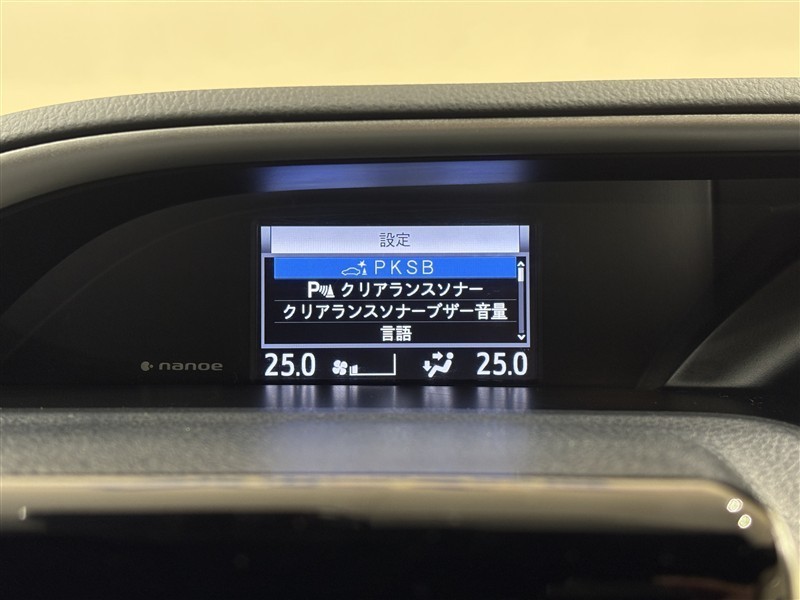 設定
PKSB
P クリアランスソナー
クリアランスソナーブザー音量
言語
25.0 25.0
nanoe